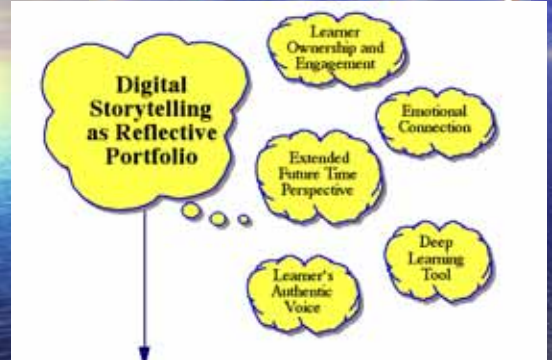 Digital
Storytelling
as Reflective
Portfolio
Learner
Ownership and
Engagement
Emotional
Connection
Extended
Future Time
Perspective
Deep
Learning
Tool
Learner's
Authentic
Voice